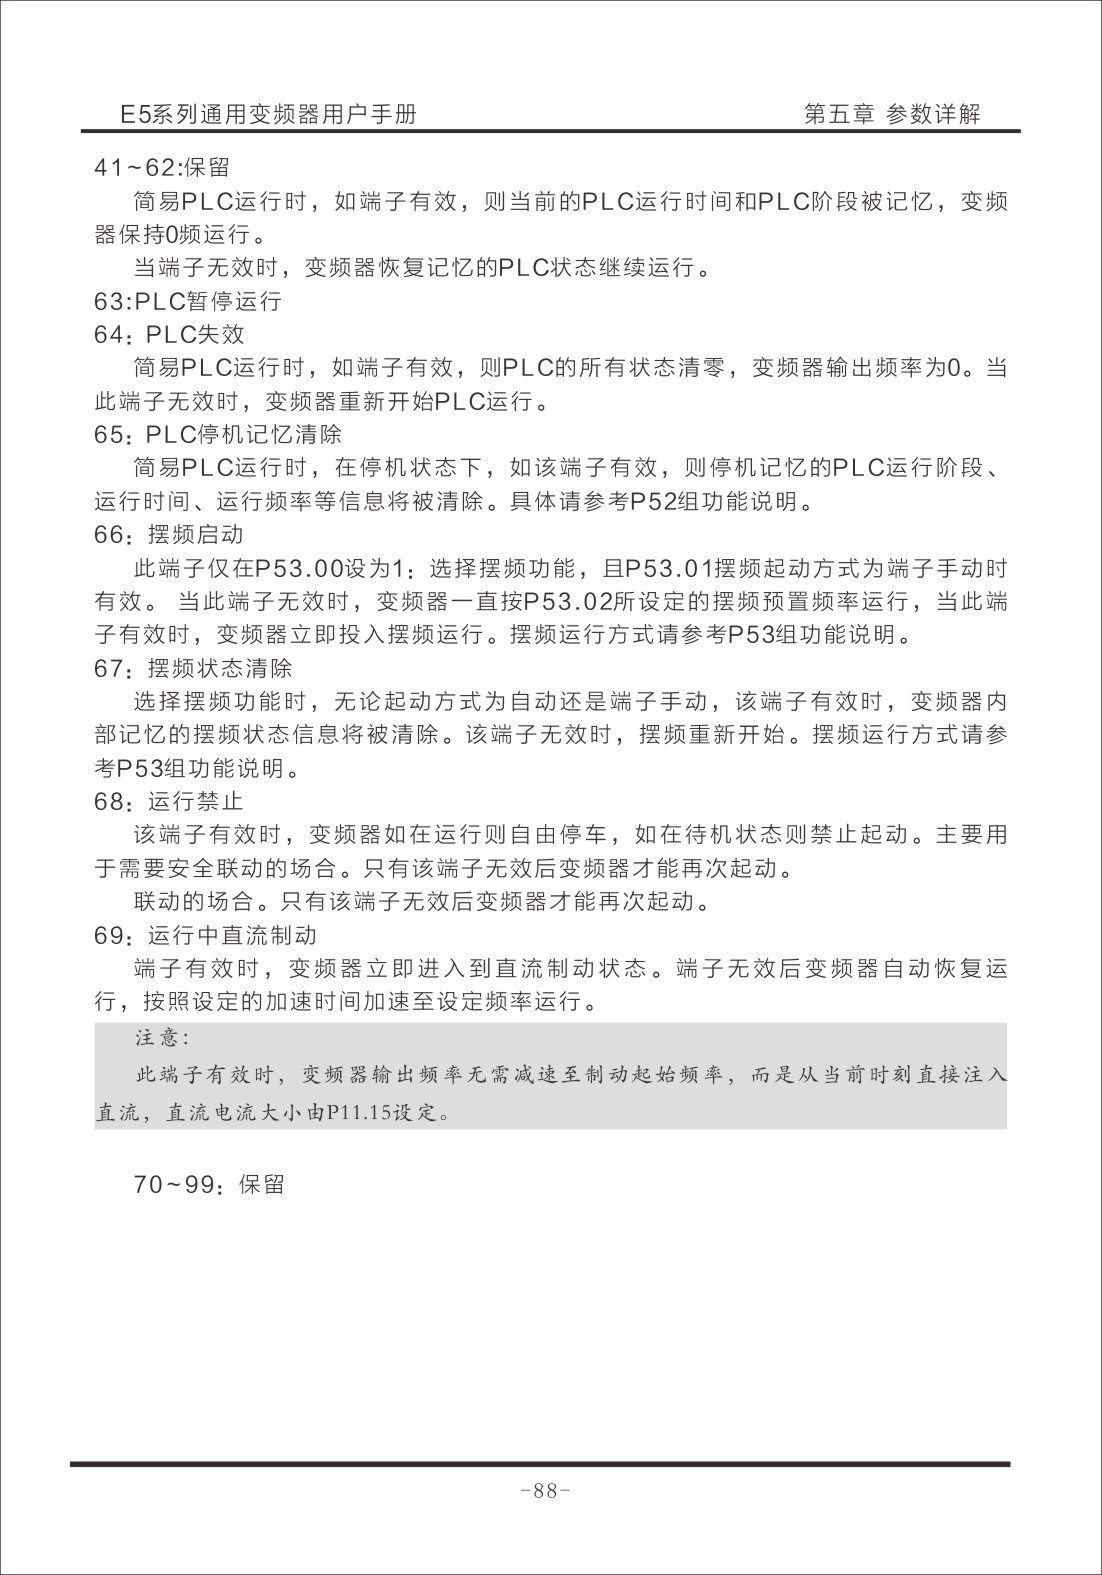 E5系列通用变频器用户手册 第五章 参数详解
41~62:保留
简易PLC运行时，如端子有效，则当前的PLC运行时间和PLC阶段被记忆，变频
器保持0频运行。
当端子无效时，变频器恢复记忆的PLC状态继续运行。
63:PLC暂停运行
64：PLC失效
简易PLC运行时，如端子有效，则PLC的所有状态清零，变频器输出频率为0。当
此端子无效时，变频器重新开始PLC运行。
65：PLC停机记忆清除
简易PLC运行时，在停机状态下，如该端子有效，则停机记忆的PLC运行阶段、
运行时间、运行频率等信息将被清除。具体请参考P52组功能说明。
66：摆频启动
此端子仅在P53.00设为1：选择摆频功能，且P53.01摆频起动方式为端子手动时
有效。 当此端子无效时，变频器一直按P53.02所设定的摆频预置频率运行，当此端
子有效时，变频器立即投入摆频运行。摆频运行方式请参考P53组功能说明。
67：摆频状态清除
选择摆频功能时，无论起动方式为自动还是端子手动，该端子有效时，变频器内
部记忆的摆频状态信息将被清除。该端子无效时，摆频重新开始。摆频运行方式请参
考P53组功能说明。
68：运行禁止
该端子有效时，变频器如在运行则自由停车，如在待机状态则禁止起动。主要用
于需要安全联动的场合。只有该端子无效后变频器才能再次起动。
联动的场合。只有该端子无效后变频器才能再次起动。
69：运行中直流制动
端子有效时，变频器立即进入到直流制动状态。端子无效后变频器自动恢复运
行，按照设定的加速时间加速至设定频率运行。
注意：
此端子有效时，变频器输出频率无需减速至制动起始频率，而是从当前时刻直接注入
直流，直流电流大小由P11.15设定。
70~99：保留
-88-